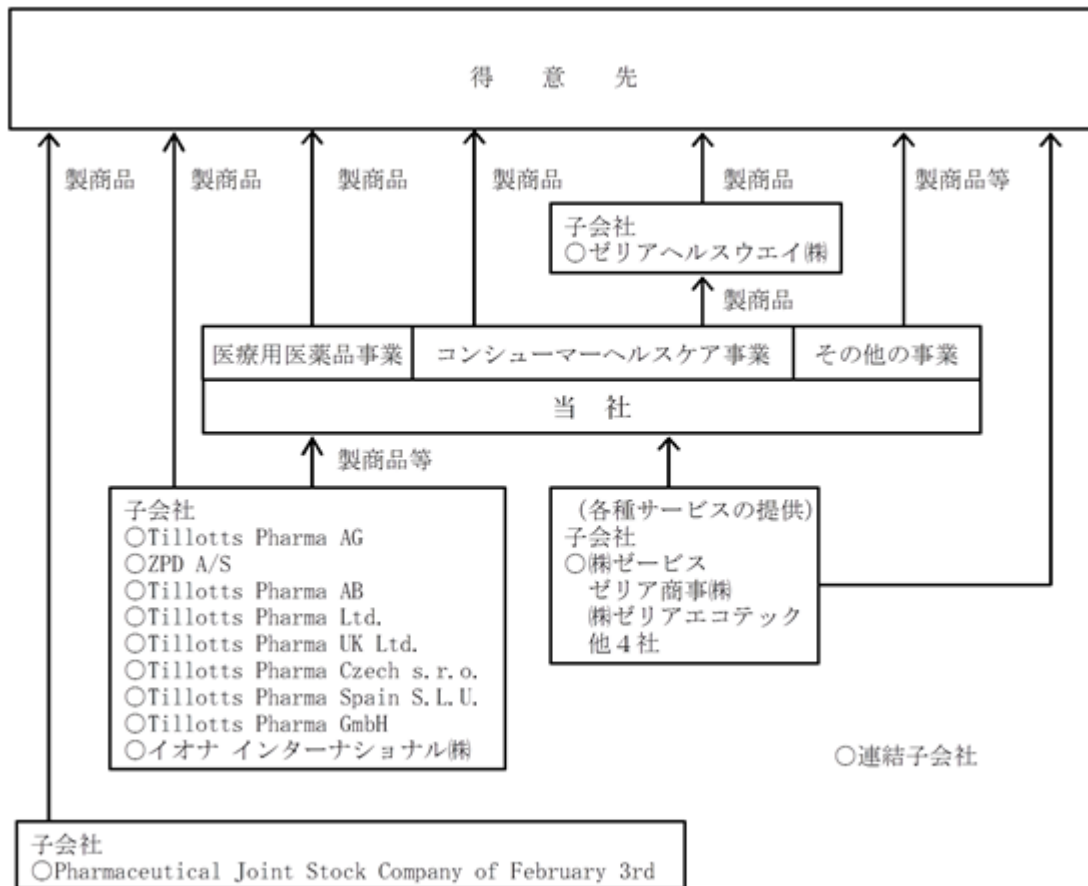 得 意 先
製商品
製商品
製商品
製商品
製商品
製商品等
子会社
○ゼリアヘルスウエイ㈱
製商品
医療用医薬品事業
コンシューマーヘルスケア事業
その他の事業
当 社
製商品等
子会社
○Tillotts Pharma AG
○ZPD A/S
○Tillotts Pharma AB
○Tillotts Pharma Ltd.
○Tillotts Pharma UK Ltd.
○Tillotts Pharma Czech s.r.o.
○Tillotts Pharma Spain S.L.U.
○Tillotts Pharma GmbH
○イオナ インターナショナル㈱
(各種サービスの提供)
子会社
○㈱ゼービス
ゼリア商事㈱
㈱ゼリアエコテック
他４社
○連結子会社
子会社
○Pharmaceutical Joint Stock Company of February 3rd